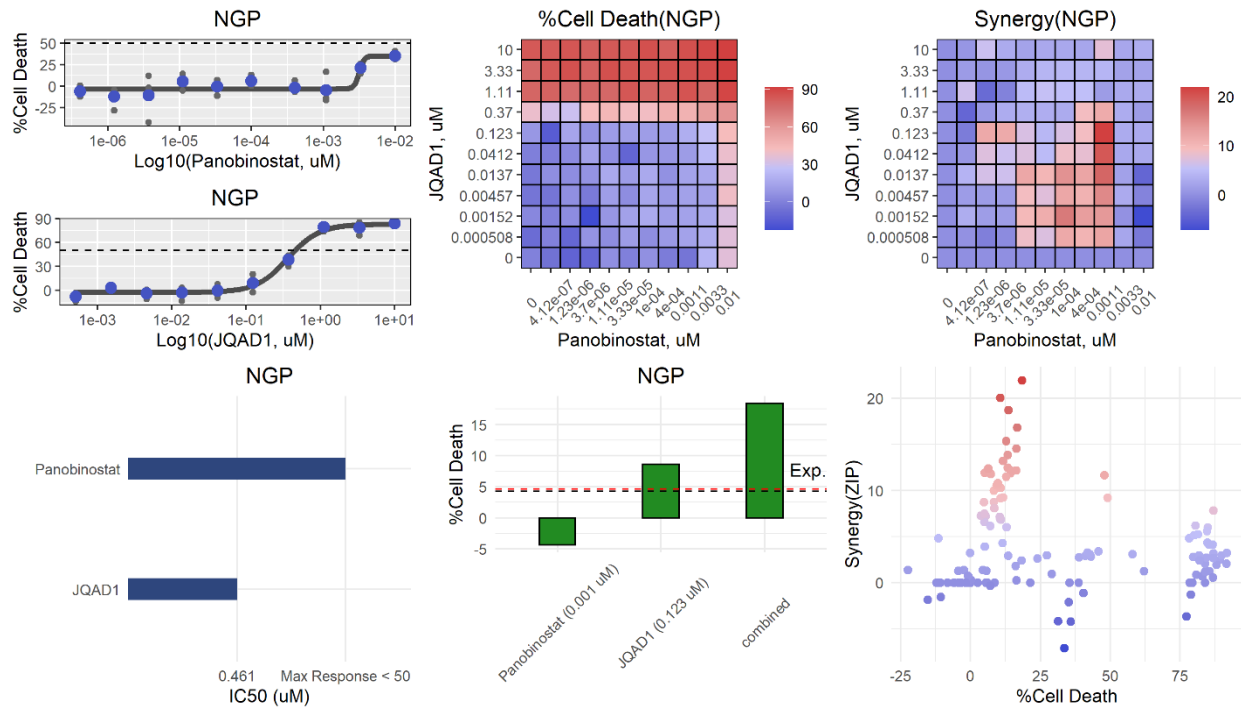 NGP
%Cell Death
50
25
0
-25
1e-06
1e-05
1e-04
1e-03
1e-02
Log10(Panobinostat, uM)
NGP
%Cell Death
90
60
30
0
1e-03
1e-02
1e-01
1e+00
1e+01
Log10(JQAD1, uM)
%Cell Death(NGP)
JQAD1, uM
10
3.33
1.11
0.37
0.123
0.0412
0.0137
0.00457
0.00152
0.000508
0
0
4.12e-07
1.23e-06
3.7e-06
1.11e-05
3.33e-05
1e-04
4e-04
0.0011
0.0033
0.01
Panobinostat, uM
90
60
30
0
Synergy(NGP)
JQAD1, uM
10
3.33
1.11
0.37
0.123
0.0412
0.0137
0.00457
0.00152
0.000508
0
0
4.12e-07
1.23e-06
3.7e-06
1.11e-05
3.33e-05
1e-04
4e-04
0.0011
0.0033
0.01
Panobinostat, uM
20
10
0
NGP
Panobinostat
JQAD1
0.461
Max Response < 50
IC50 (uM)
NGP
%Cell Death
15
10
5
0
-5
Exp.
Panobinostat (0.001 uM)
JQAD1 (0.123 uM)
combined
Synergy(ZIP)
20
10
0
-25
0
25
50
75
%Cell Death